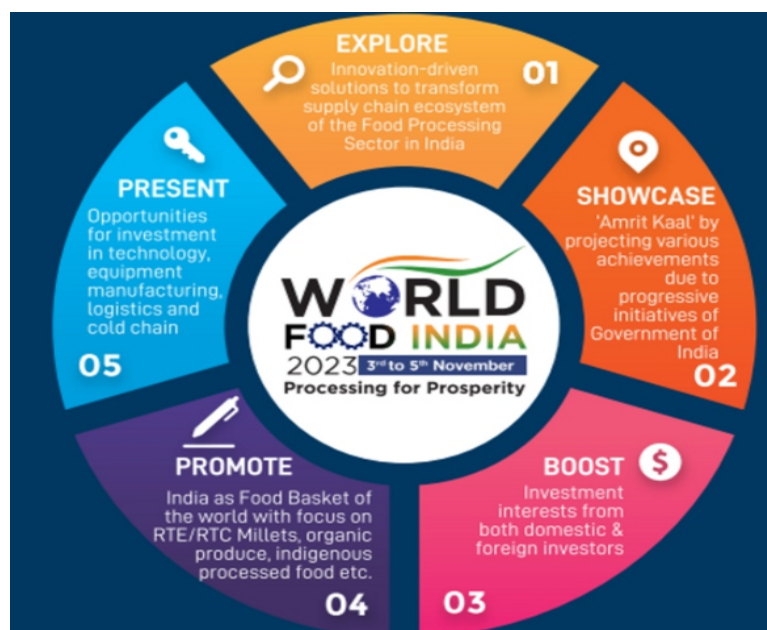 EXPLORE
01
Innovation-driven
solutions to transform
supply chain ecosystem
of the Food Processing
Sector in India
SHOWCASE
'Amrit Kaal' by
projecting various
achievements
due to
progressive
initiatives of
Government of
India
02
BOOST
$
Investment
interests from
both domestic &
foreign investors
03
PROMOTE
India as Food Basket of
the world with focus on
RTE/RTC Millets, organic
produce, indigenous
processed food etc.
04
PRESENT
Opportunities
for investment
in technology,
equipment
manufacturing,
logistics and
cold chain
05
WORLD
FOOD INDIA
2023 3rd to 5th November
Processing for Prosperity